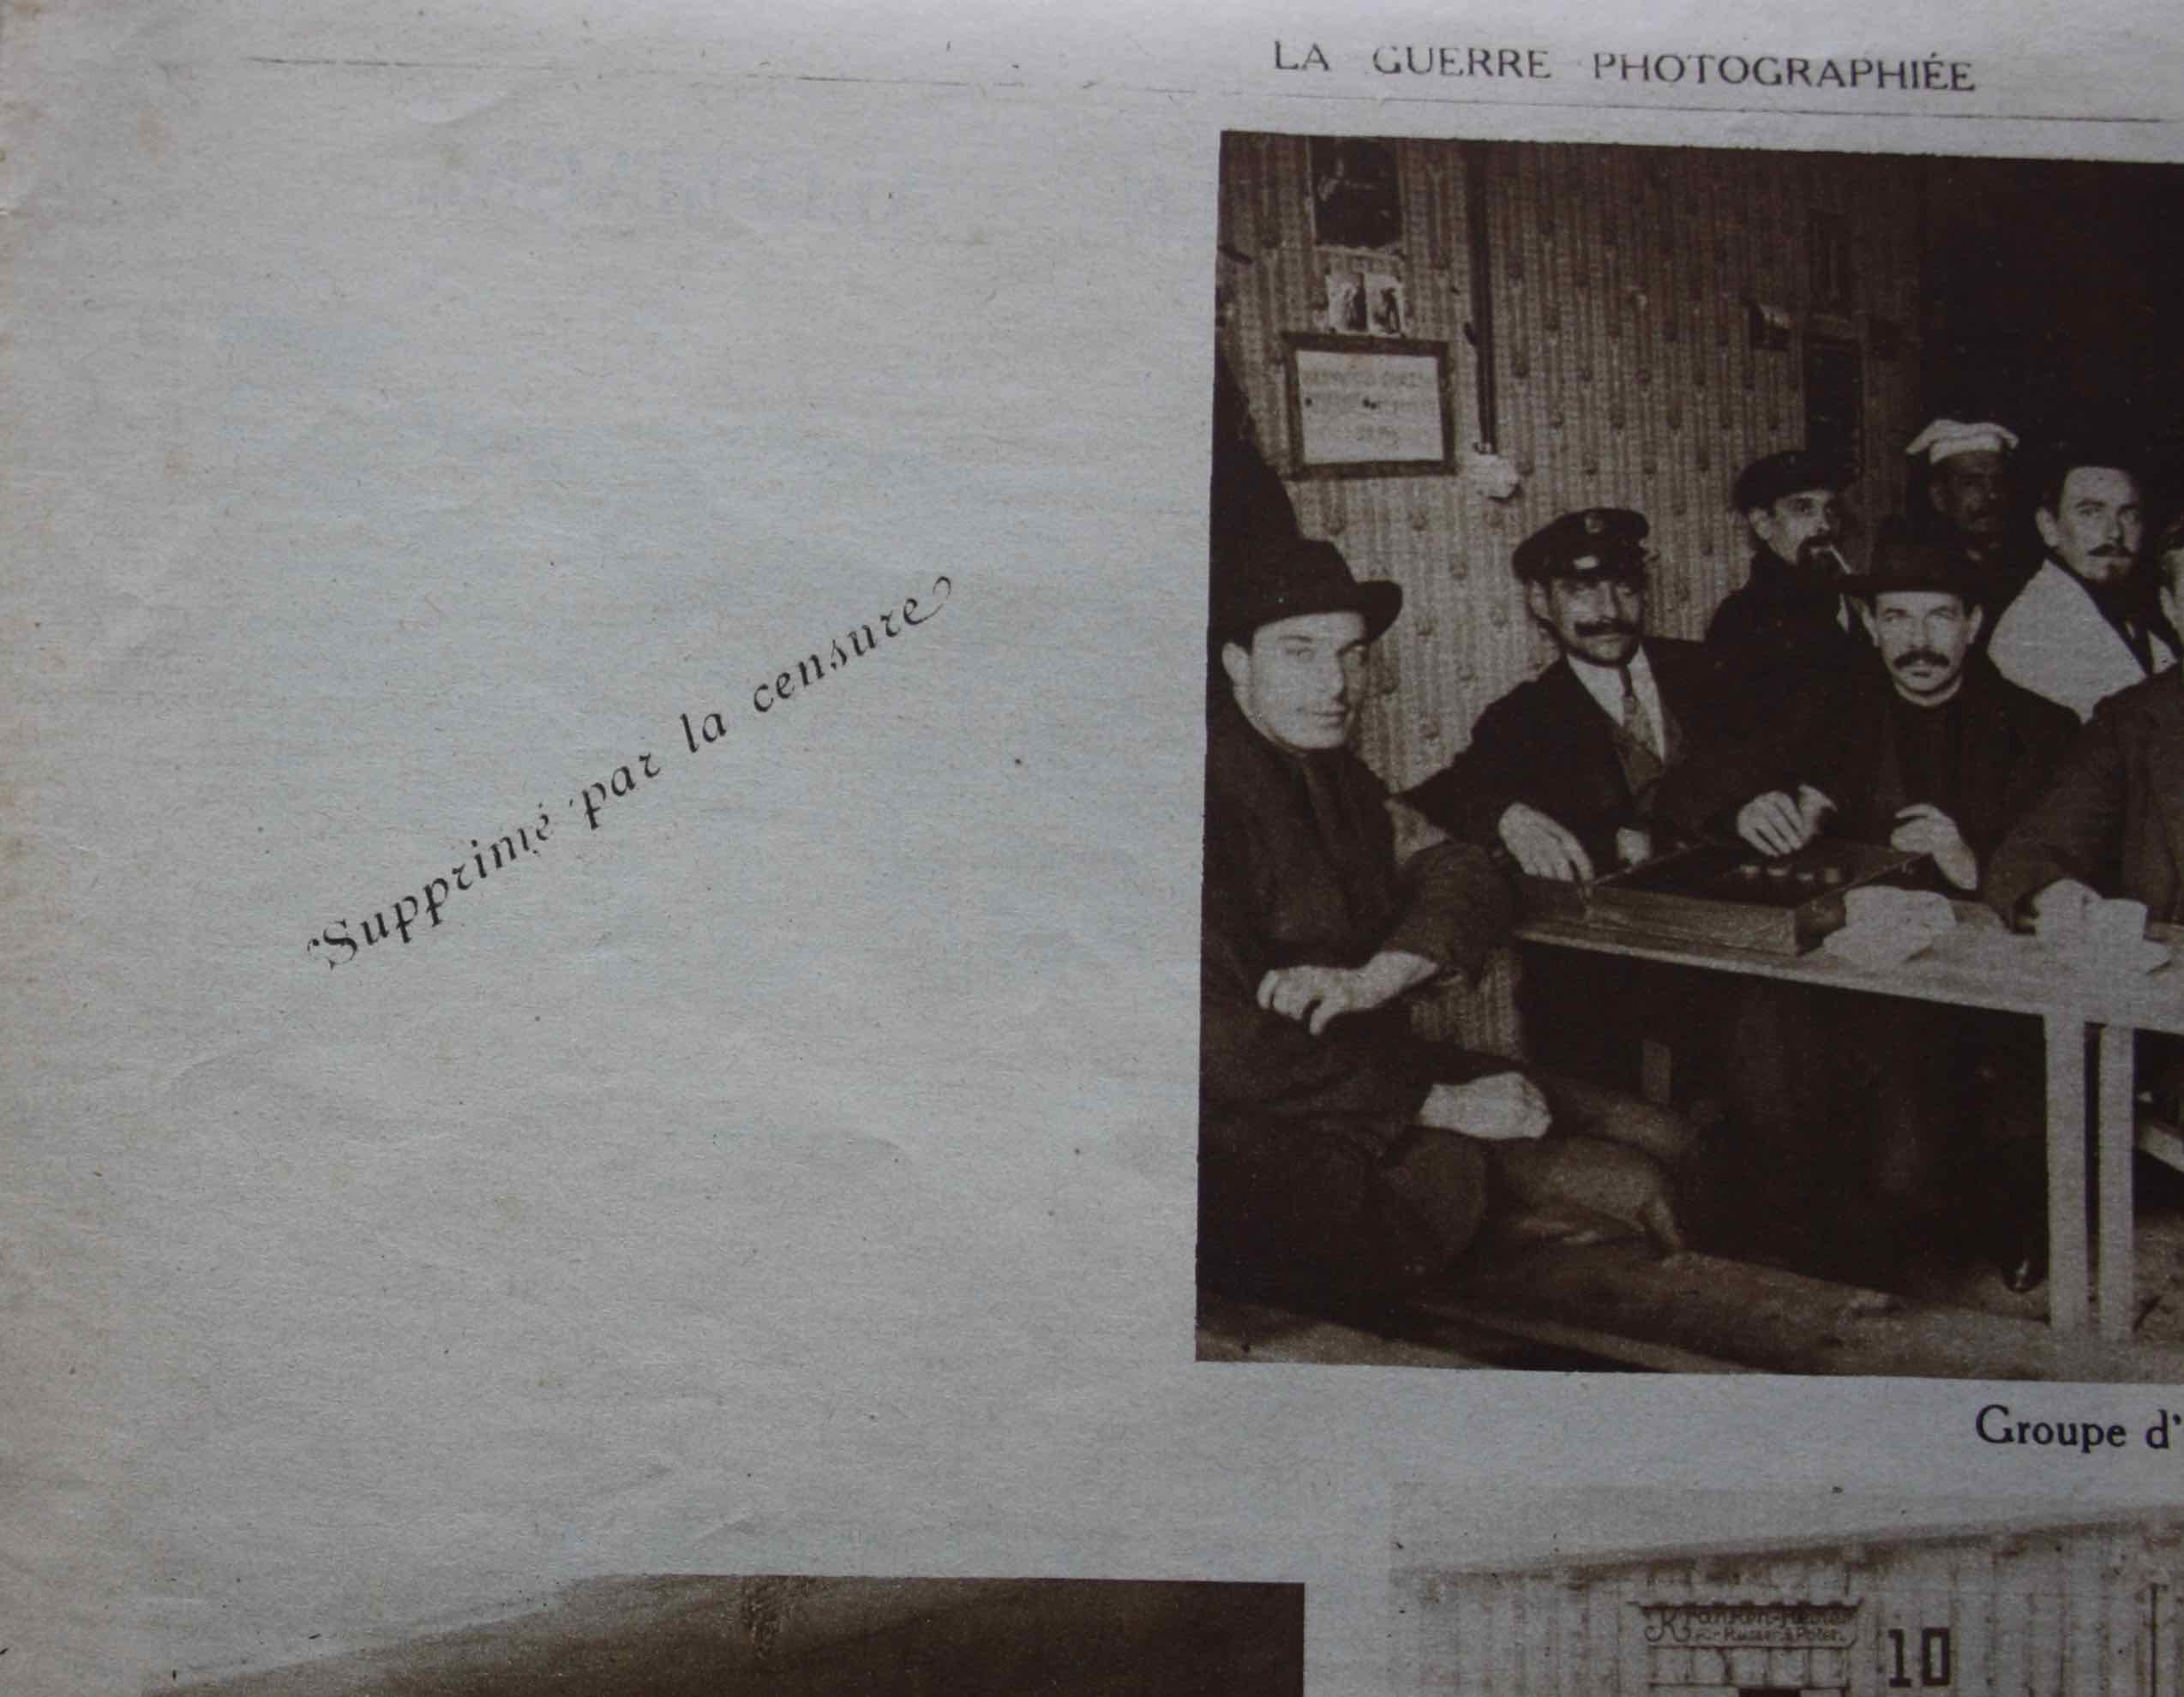 LA GUERRE PHOTOGRAPHIÉE
Supprimé par la censure
Groupe d'
10